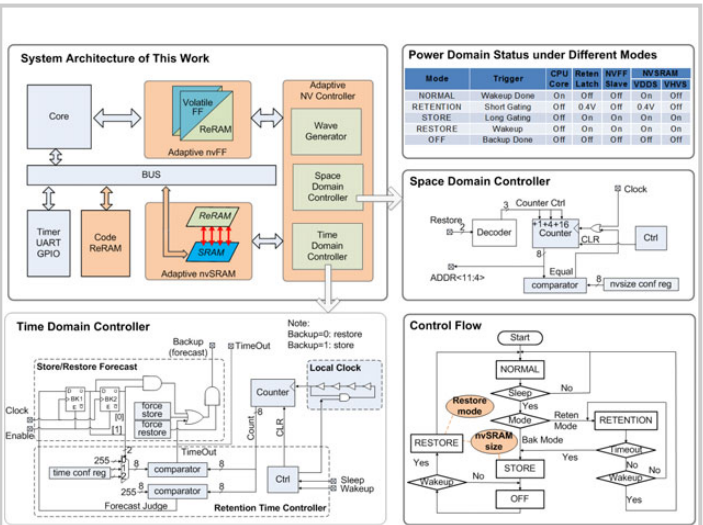 System Architecture of This Work
Core
Volatile
FF
ReRAM
Adaptive nvFF
Adaptive
NV Controller
Wave
Generator
Space
Domain
Controller
Time
Domain
Controller
BUS
Timer
UART
GPIO
Code
ReRAM
ReRAM
SRAM
Adaptive nvSRAM
Power Domain Status under Different Modes
Mode Trigger CPU Core Reten Latch NVFF Slave NVSRAM VDDS VHVS
NORMAL Wakeup Done On Off Off On Off
RETENTION Short Gating Off 0.4V Off 0.4V Off
STORE Long Gating Off On On On On
RESTORE Wakeup Off On On On On
OFF Backup Done Off Off Off Off Off
Space Domain Controller
Clock
3 Counter Ctrl
Restore
2
Decoder
+1+4+16
Counter
CLR
Ctrl
8
Equal
ADDR<11:4>
comparator
8
nvsize conf reg
Time Domain Controller
Backup
(forecast)
TimeOut
Note:
Backup=0: restore
Backup=1: store
Store/Restore Forecast
BK1
BK2
E
E
[0]
[1]
Clock
Enable
force
store
force
restore
Counter
Local Clock
Count
8
CLR
TimeOut
2
255
time conf reg
8
comparator
8
255
8
comparator
8
Forecast Judge
Ctrl
Sleep
Wakeup
Retention Time Controller
Control Flow
Start
NORMAL
Sleep
No
Yes
Restore
mode
Mode
Reten
Mode
RETENTION
nvSRAM
size
Bak Mode
RESTORE
Timeout
Yes
No
Yes
STORE
Wakeup
No
Wakeup
No
OFF
Yes